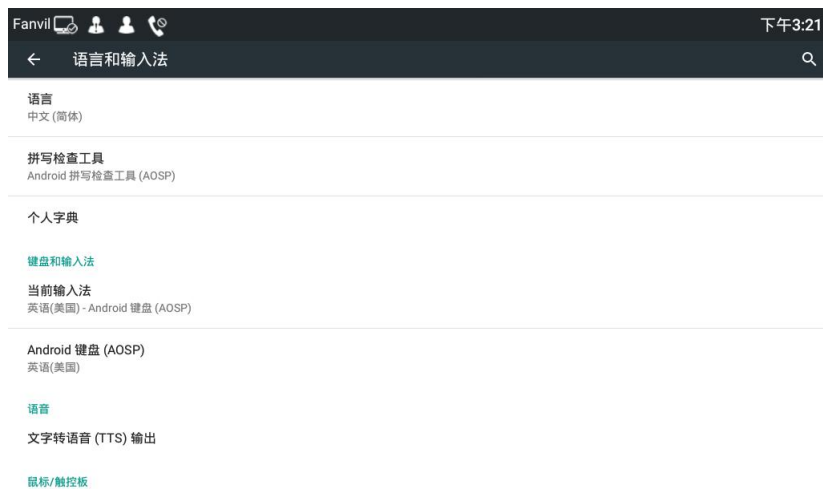 Fanvil 下午3:21
语言和输入法
语言
中文 (简体)
拼写检查工具
Android 拼写检查工具 (AOSP)
个人字典
键盘和输入法
当前输入法
英语(美国) - Android 键盘 (AOSP)
Android 键盘 (AOSP)
英语(美国)
语音
文字转语音 (TTS) 输出
鼠标/触控板